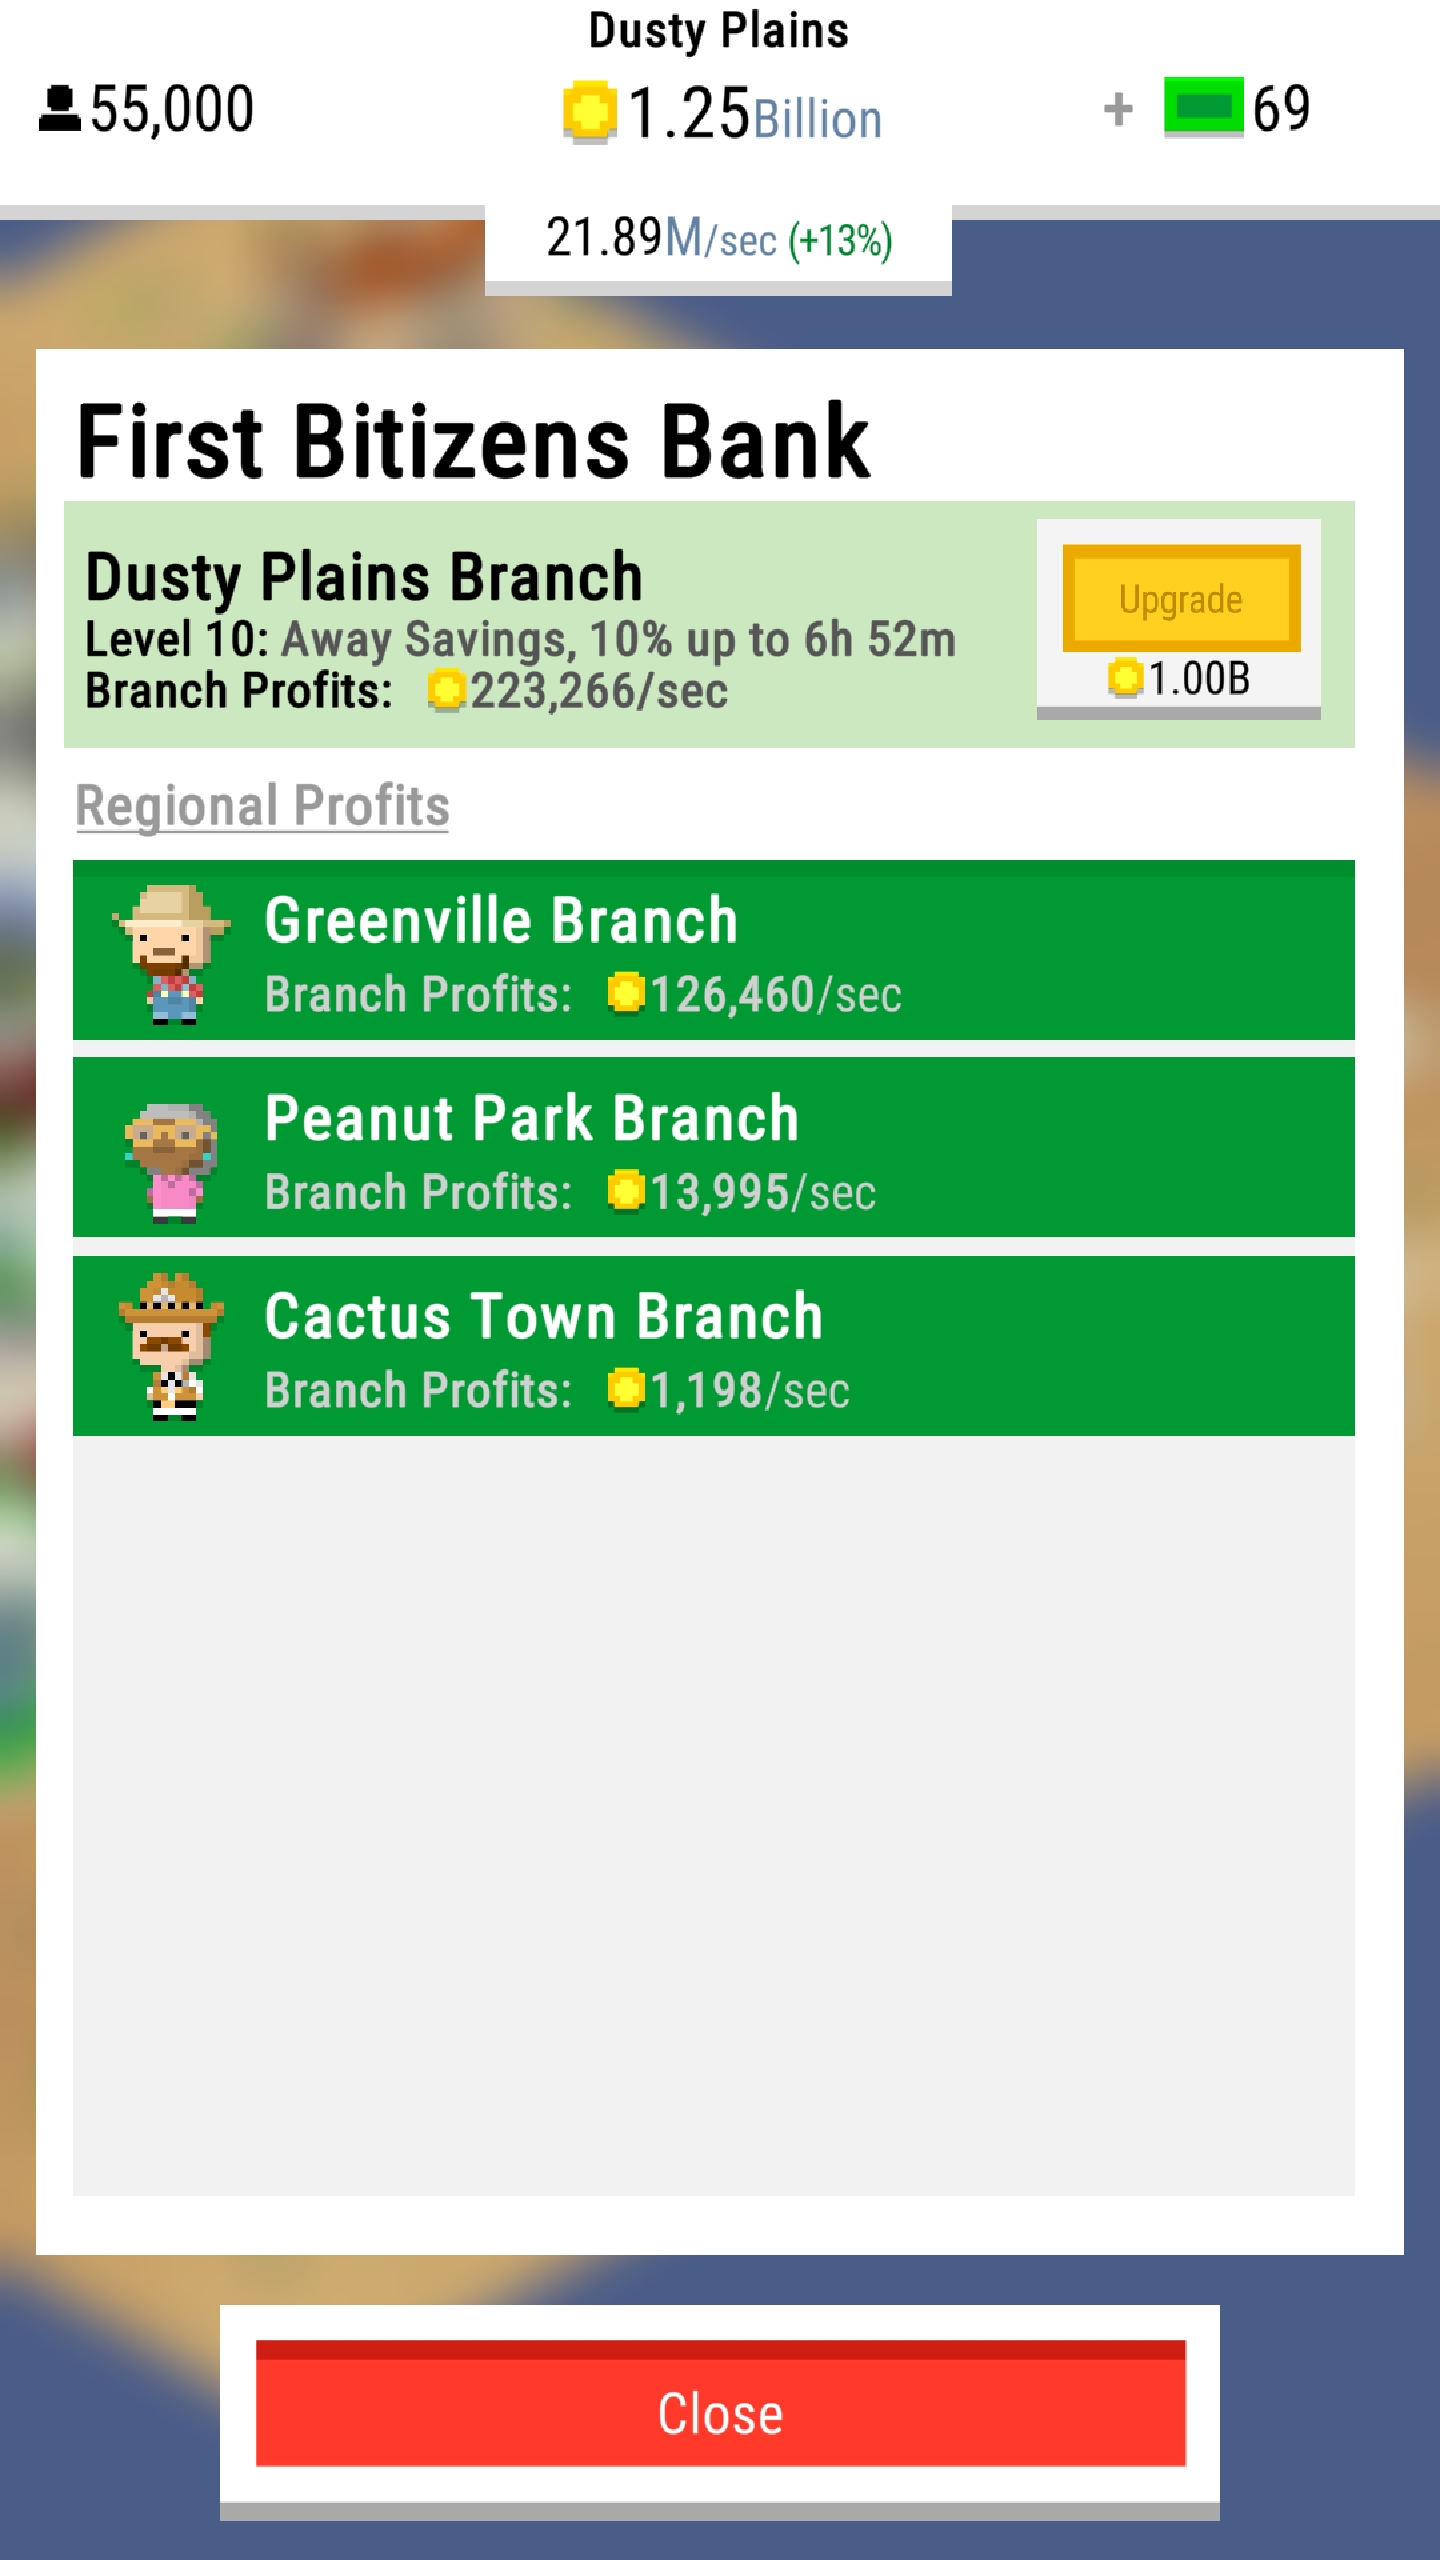 Dusty Plains
55,000
1.25Billion
+ 69
21.89M/sec (+13%)
First Bitizens Bank
Dusty Plains Branch
Level 10: Away Savings, 10% up to 6h 52m
Branch Profits: 223,266/sec
Upgrade
1.00B
Regional Profits
Greenville Branch
Branch Profits: 126,460/sec
Peanut Park Branch
Branch Profits: 13,995/sec
Cactus Town Branch
Branch Profits: 1,198/sec
Close